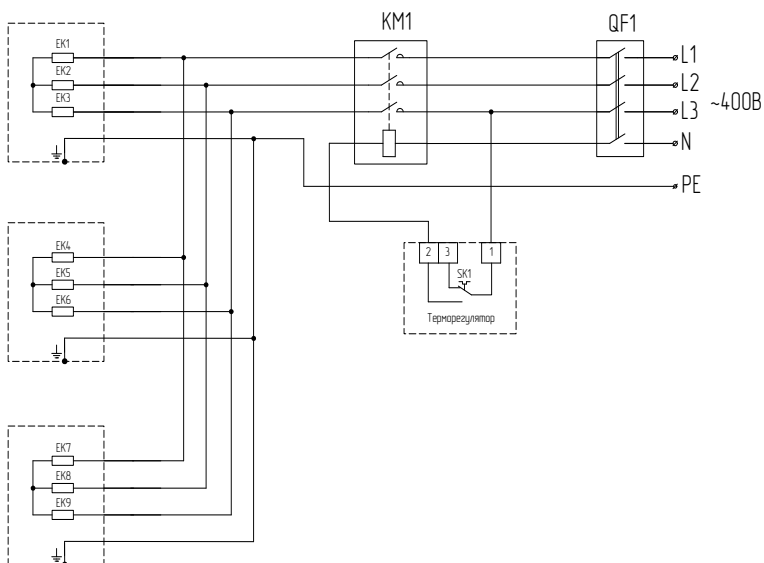 KM1
QF1
EK1
EK2
EK3
L1
L2
L3
~400В
N
PE
EK4
EK5
EK6
2
3
1
SK1
Терморегулятор
EK7
EK8
EK9